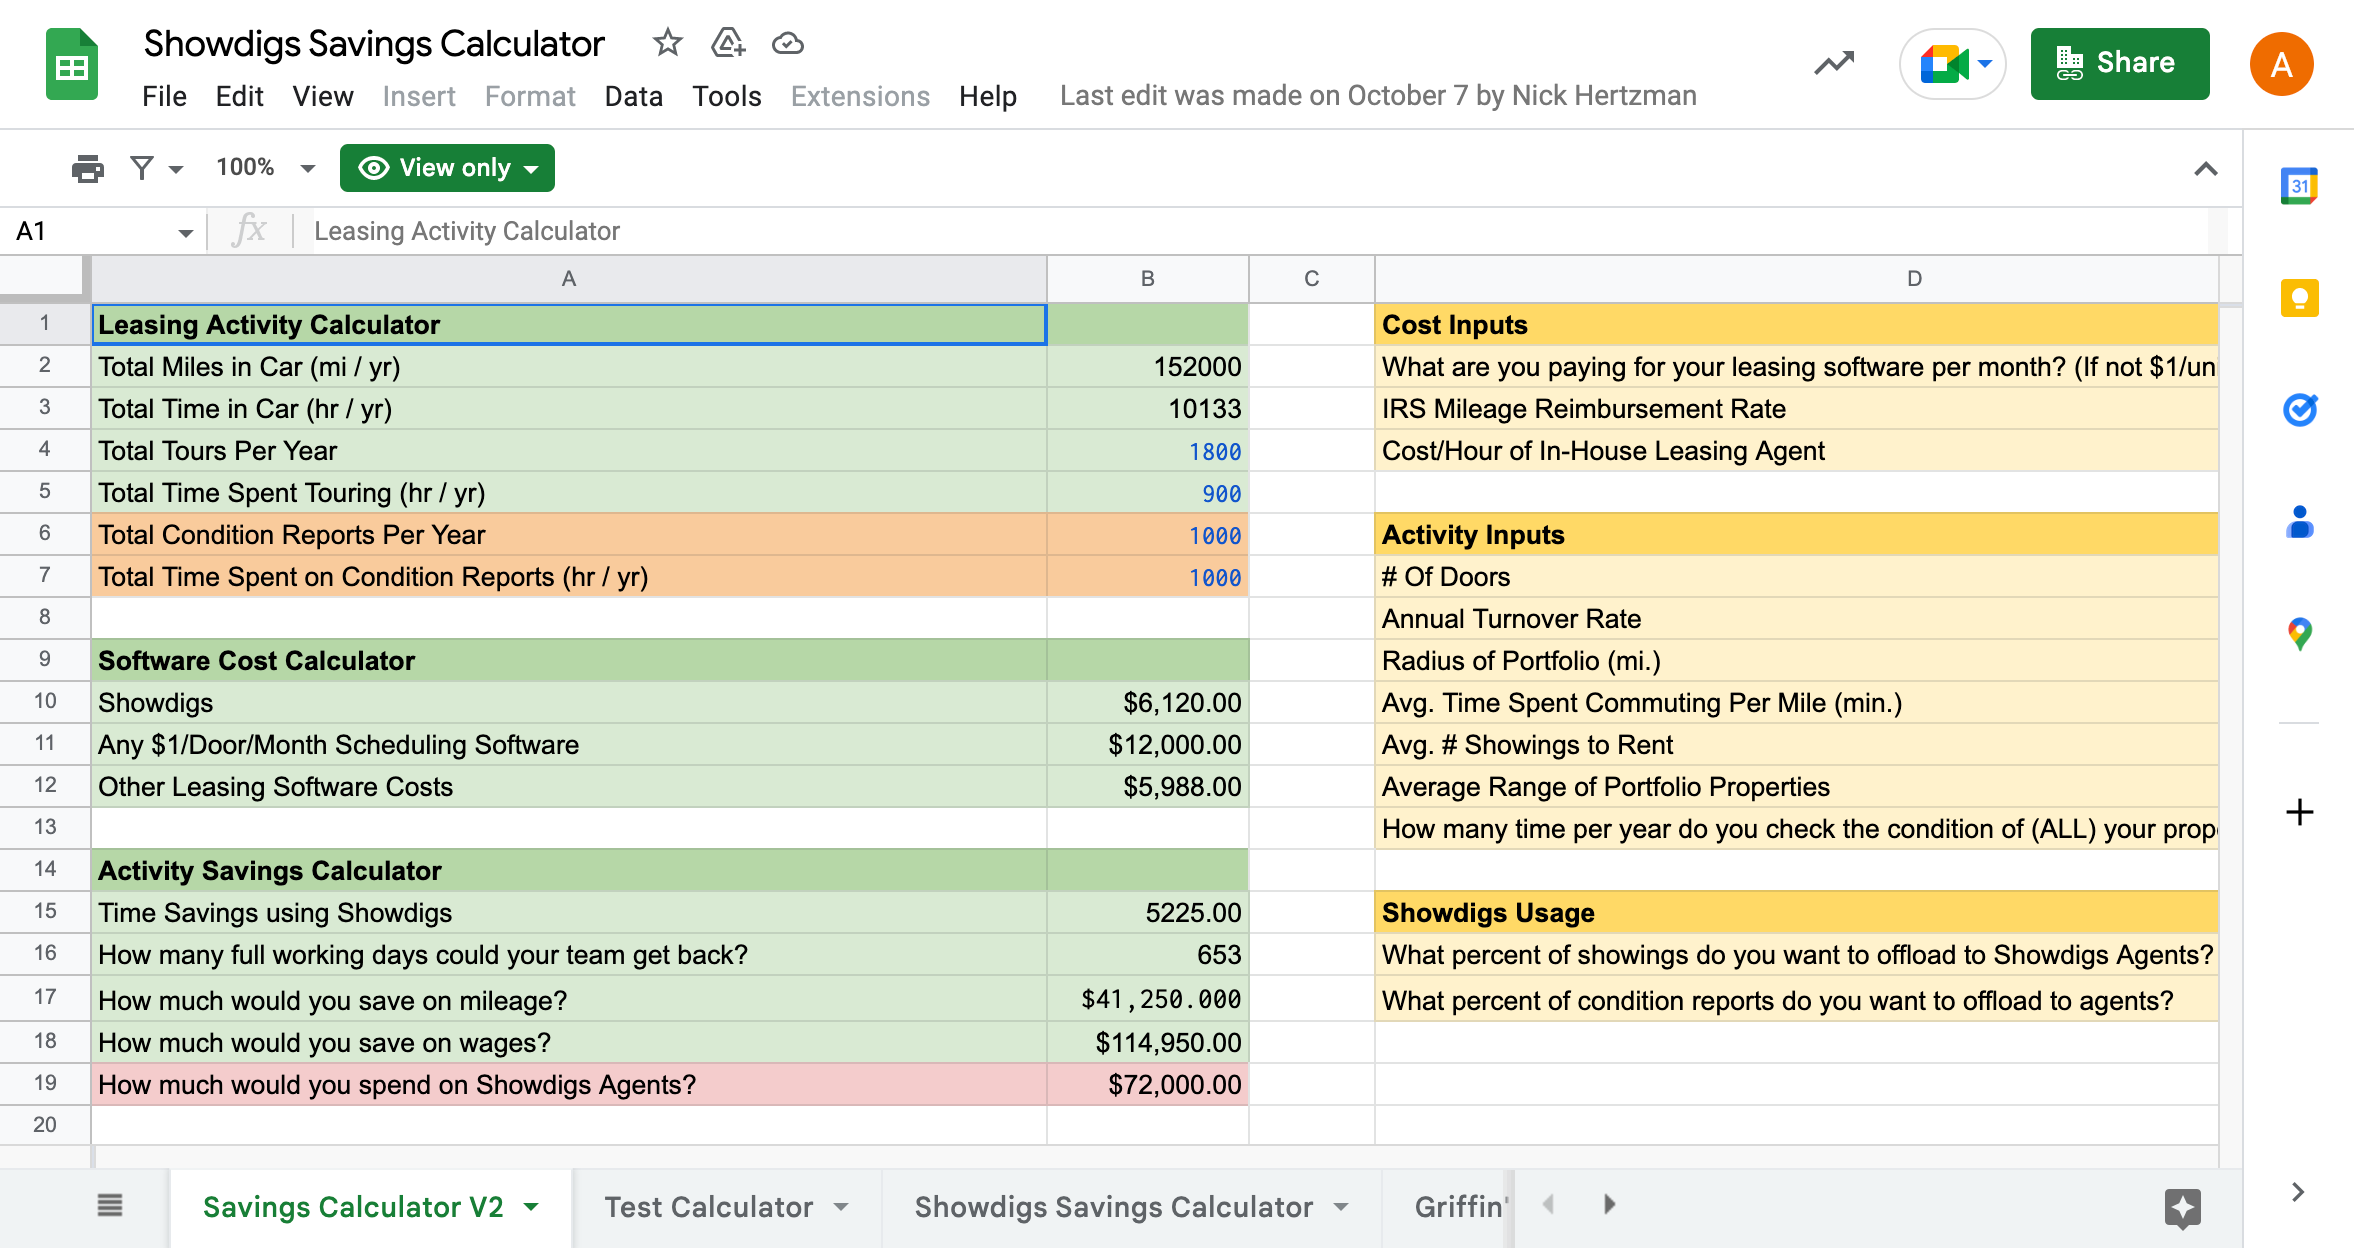 Showdigs Savings Calculator
File Edit View Insert Format Data Tools Extensions Help Last edit was made on October 7 by Nick Hertzman
Share
A
100% View only
31
A1 fx Leasing Activity Calculator
A B C D
1 Leasing Activity Calculator Cost Inputs
2 Total Miles in Car (mi / yr) 152000 What are you paying for your leasing software per month? (If not $1/un
3 Total Time in Car (hr / yr) 10133 IRS Mileage Reimbursement Rate
4 Total Tours Per Year 1800 Cost/Hour of In-House Leasing Agent
5 Total Time Spent Touring (hr / yr) 900
6 Total Condition Reports Per Year 1000 Activity Inputs
7 Total Time Spent on Condition Reports (hr / yr) 1000 # Of Doors
8 Annual Turnover Rate
9 Software Cost Calculator Radius of Portfolio (mi.)
10 Showdigs $6,120.00 Avg. Time Spent Commuting Per Mile (min.)
11 Any $1/Door/Month Scheduling Software $12,000.00 Avg. # Showings to Rent
12 Other Leasing Software Costs $5,988.00 Average Range of Portfolio Properties
13 How many time per year do you check the condition of (ALL) your prop
14 Activity Savings Calculator
15 Time Savings using Showdigs 5225.00 Showdigs Usage
16 How many full working days could your team get back? 653 What percent of showings do you want to offload to Showdigs Agents?
17 How much would you save on mileage? $41,250.000 What percent of condition reports do you want to offload to agents?
18 How much would you save on wages? $114,950.00
19 How much would you spend on Showdigs Agents? $72,000.00
20
Savings Calculator V2 Test Calculator Showdigs Savings Calculator Griffin'